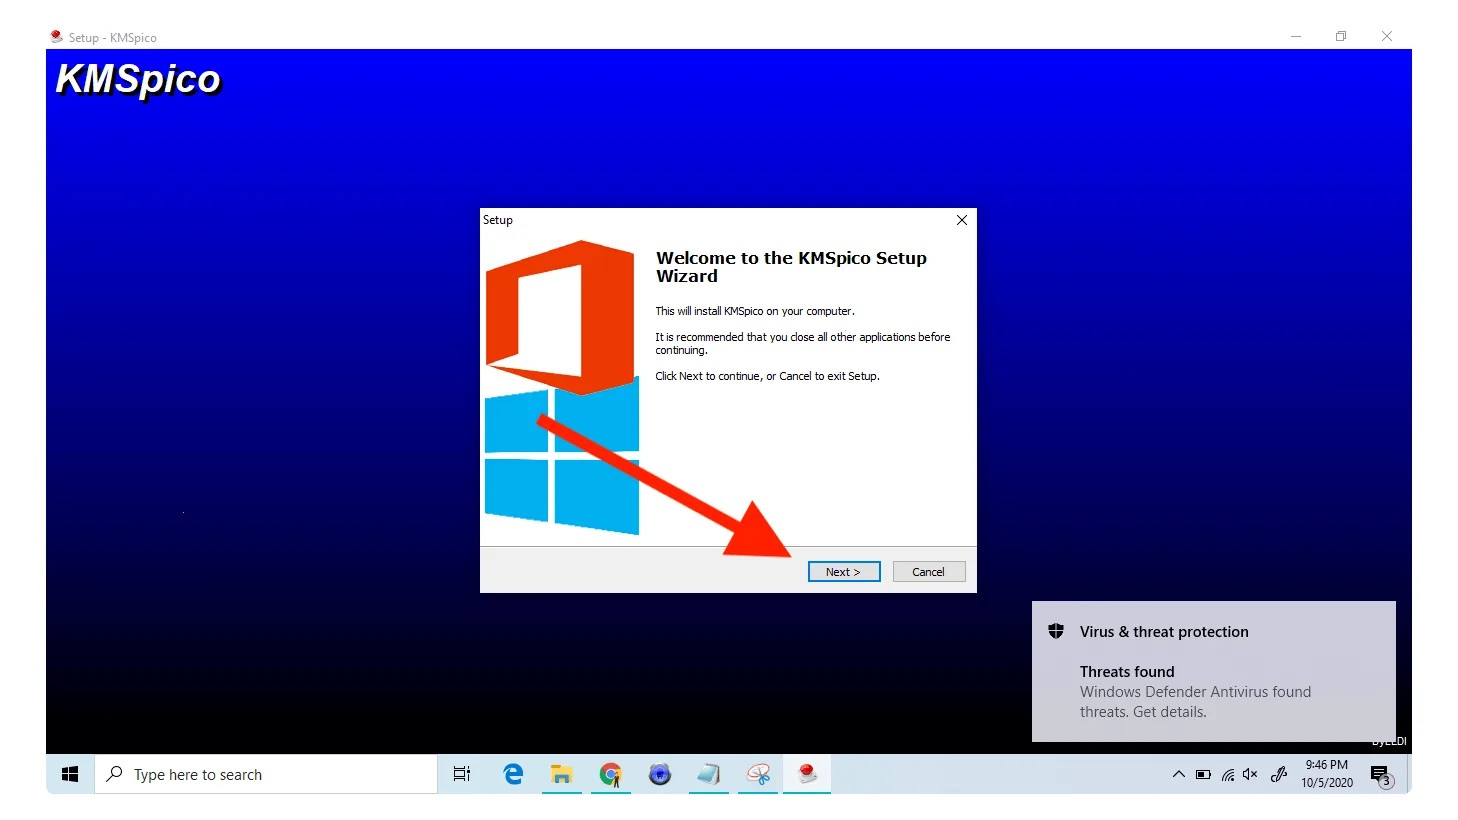 Setup - KMSpico
KMSpico
Setup
Welcome to the KMSpico Setup
Wizard
This will install KMSpico on your computer.
It is recommended that you close all other applications before
continuing.
Click Next to continue, or Cancel to exit Setup.
Next >
Cancel
Virus & threat protection
Threats found
Windows Defender Antivirus found
threats. Get details.
Type here to search
9:46 PM
10/5/2020
3